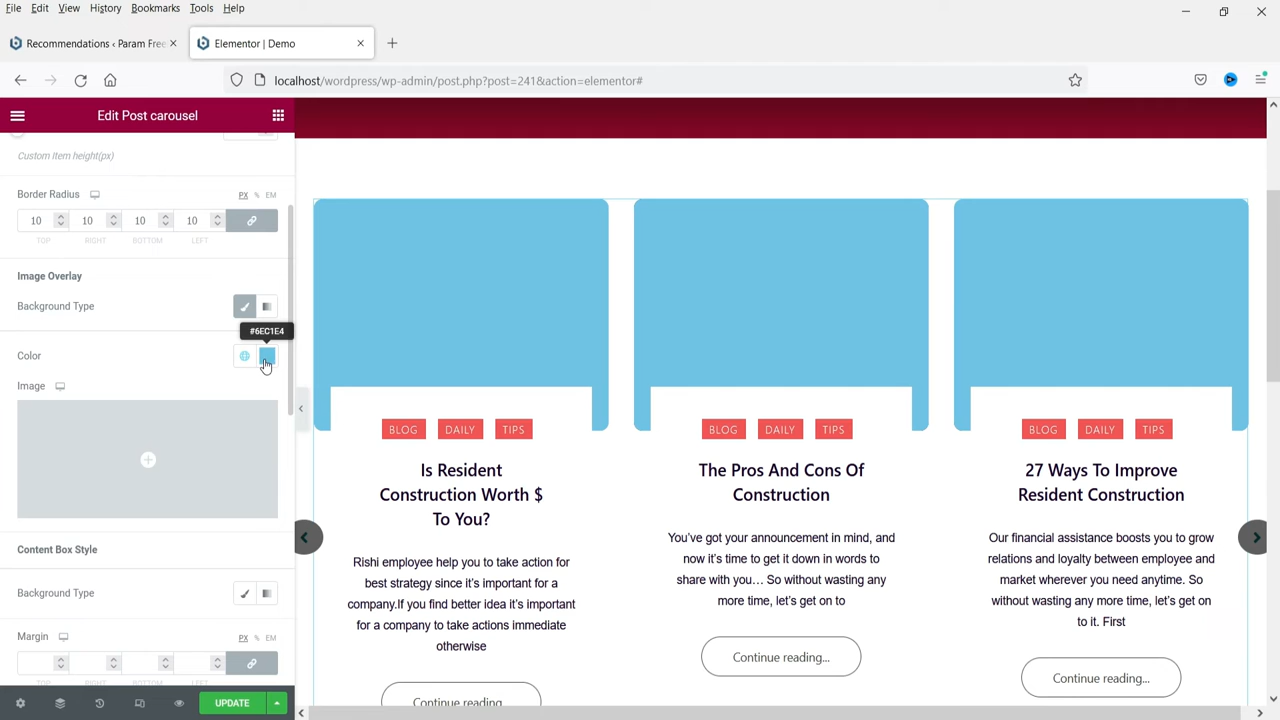 File Edit View History Bookmarks Tools Help
Recommendations ‹ Param Free
Elementor | Demo
localhost/wordpress/wp-admin/post.php?post=241&action=elementor#
Edit Post carousel
Custom Item height(px)
Border Radius PX % EM
10 10 10 10
TOP RIGHT BOTTOM LEFT
Image Overlay
Background Type
#6EC1E4
Color
Image
Content Box Style
Background Type
Margin PX % EM
TOP RIGHT BOTTOM LEFT
UPDATE
BLOG DAILY TIPS
Is Resident
Construction Worth $
To You?
Rishi employee help you to take action for
best strategy since it's important for a
company.If you find better idea it's important
for a company to take actions immediate
otherwise
Continue reading
BLOG DAILY TIPS
The Pros And Cons Of
Construction
You've got your announcement in mind, and
now it's time to get it down in words to
share with you… So without wasting any
more time, let's get on to
Continue reading...
BLOG DAILY TIPS
27 Ways To Improve
Resident Construction
Our financial assistance boosts you to grow
relations and loyalty between employee and
market wherever you need anytime. So
without wasting any more time, let's get on
to it. First
Continue reading...